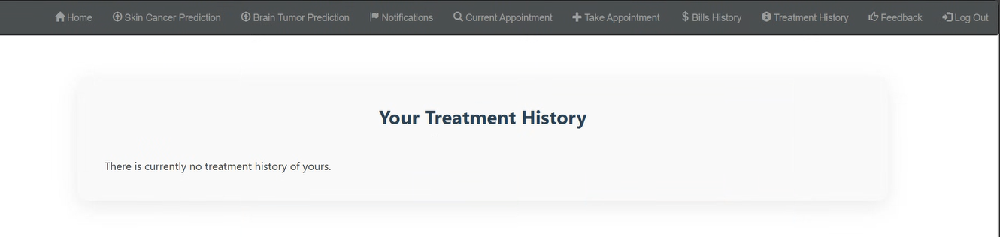 Home Skin Cancer Prediction Brain Tumor Prediction Notifications Current Appointment Take Appointment Bills History Treatment History Feedback Log Out
Your Treatment History
There is currently no treatment history of yours.